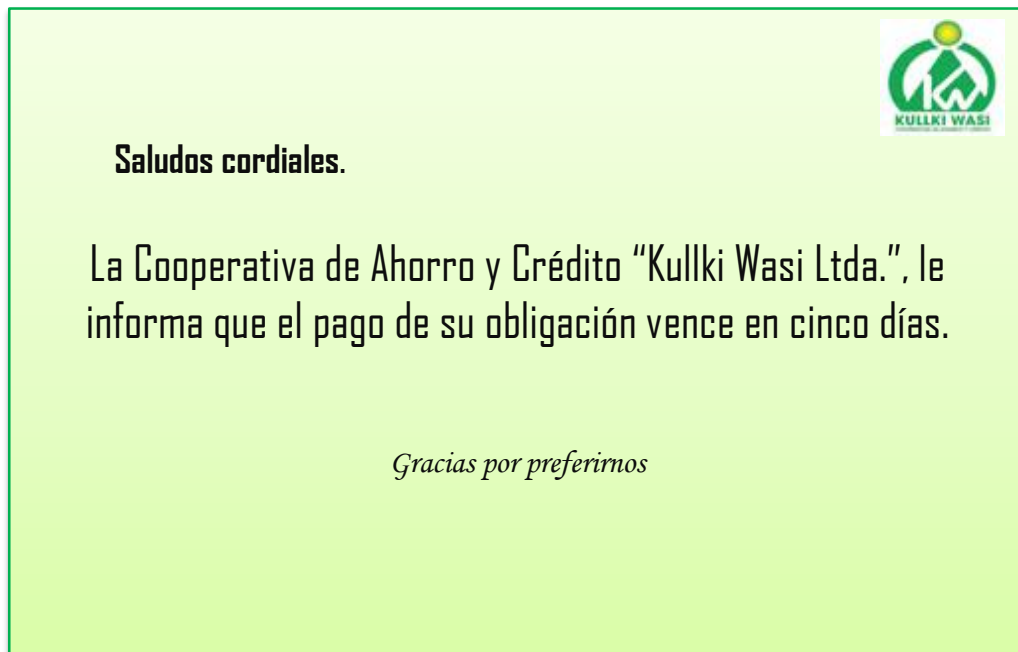 KW
KULLKI WASI
Saludos cordiales.
La Cooperativa de Ahorro y Crédito “Kullki Wasi Ltda.”, le
informa que el pago de su obligación vence en cinco días.
Gracias por preferirnos